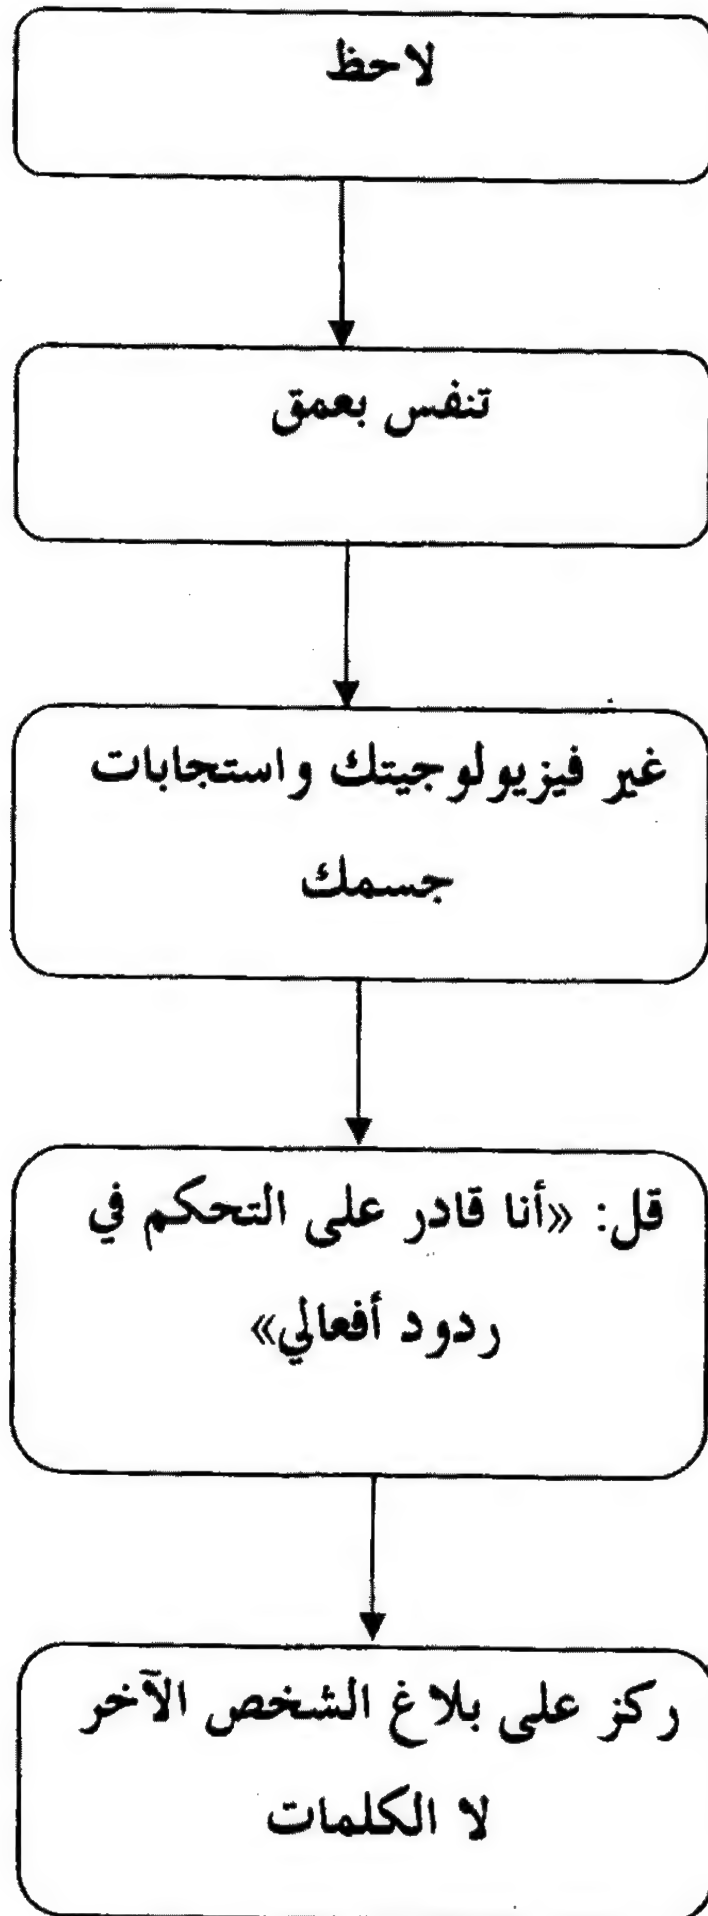 لاحظ
تنفس بعمق
غير فيزيولوجيتك واستجابات
جسمك
قل: «أنا قادر على التحكم في
ردود أفعالي»
ركز على بلاغ الشخص الآخر
لا الكلمات